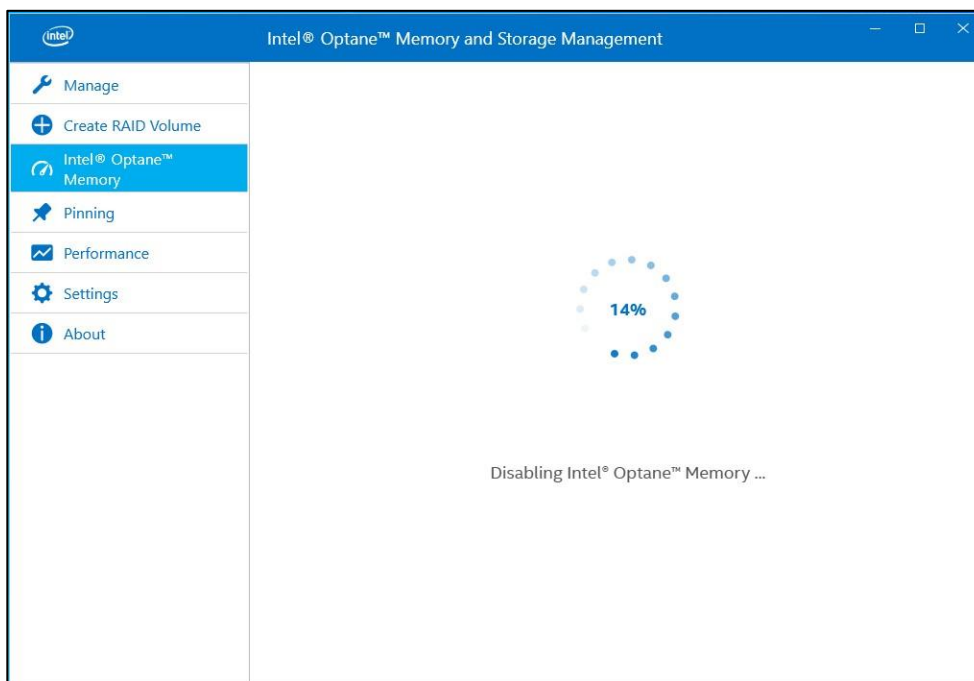 intel
Intel® Optane™ Memory and Storage Management
Manage
Create RAID Volume
Intel® Optane™
Memory
Pinning
Performance
Settings
About
14%
Disabling Intel® Optane™ Memory ...